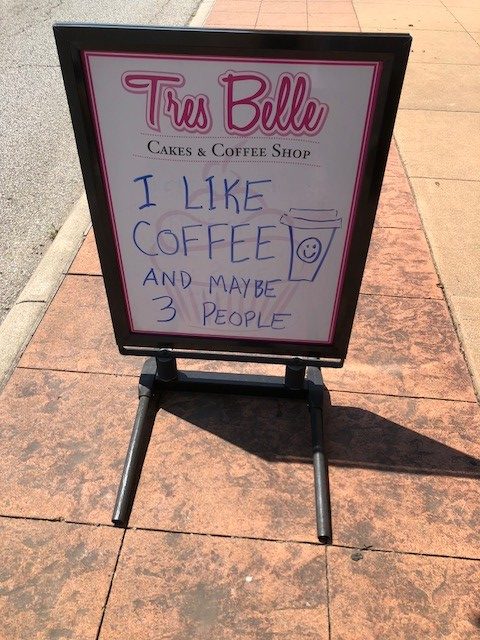 Tres Belle
CAKES & COFFEE SHOP
I LIKE
COFFEE
AND MAYBE
3 PEOPLE